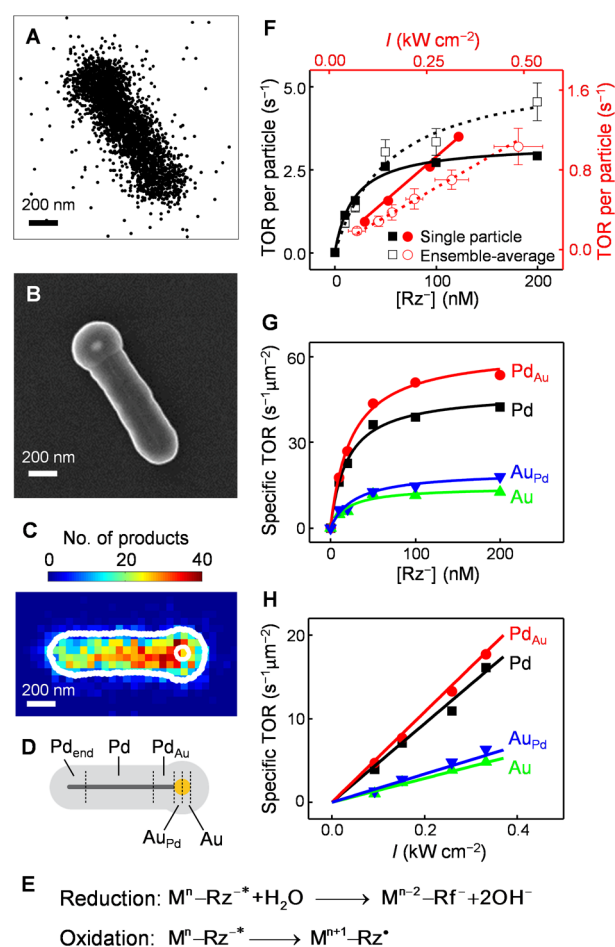 A
200 nm
B
200 nm
C
No. of products
0 20 40
200 nm
D
Pd_end Pd Pd_Au
Au_Pd Au
E
Reduction: Mⁿ–Rz⁻*+H₂O ⟶ Mⁿ⁻²–Rf⁻+2OH⁻
Oxidation: Mⁿ–Rz⁻* ⟶ Mⁿ⁺¹–Rz•
F
I (kW cm⁻²)
0.00 0.25 0.50
TOR per particle (s⁻¹)
5.0
2.5
0.0
1.6
0.8
0.0
TOR per particle (s⁻¹)
Single particle
Ensemble-average
0 100 200
[Rz⁻] (nM)
G
Specific TOR (s⁻¹μm⁻²)
60
30
0
Pd_Au
Pd
Au_Pd
Au
0 100 200
[Rz⁻] (nM)
H
Specific TOR (s⁻¹μm⁻²)
20
10
0
Pd_Au
Pd
Au_Pd
Au
0.0 0.2 0.4
I (kW cm⁻²)